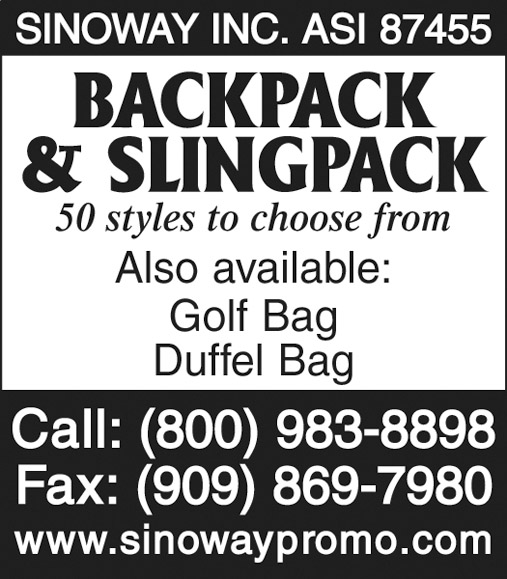 SINOWAY INC. ASI 87455
BACKPACK
& SLINGPACK
50 styles to choose from
Also available:
Golf Bag
Duffel Bag
Call: (800) 983-8898
Fax: (909) 869-7980
www.sinowaypromo.com